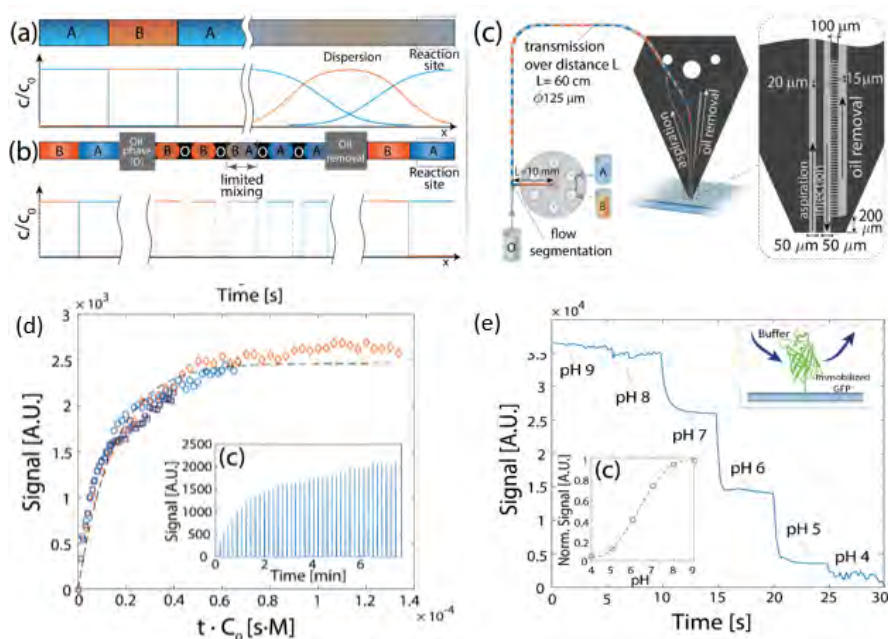 (a)
A B A
Dispersion
Reaction
site
c/c₀
x
(b)
B A Oil phase (O) B O B O B A O A O A Oil removal B A
limited
mixing
Reaction
site
c/c₀
x
(c)
transmission
over distance L
L= 60 cm
∅125 μm
aspiration
oil removal
L=10 mm
A
B
O
flow
segmentation
100 μm
20 μm
15 μm
aspiration
injection
oil removal
200
μm
50 μm 50 μm
Time [s]
(d)
× 10³
3
2.5
2
1.5
1
0
Signal [A.U.]
0 0.2 0.4 0.6 0.8 1 1.2 1.4
× 10⁻⁴
t · C₀ [s·M]
(c)
2500
2000
1500
1000
500
0
Signal [A.U.]
0 2 4 6
Time [min]
(e)
× 10⁴
3.5
2.5
1.5
0.5
0
Signal [A.U.]
pH 9
pH 8
pH 7
pH 6
pH 5
pH 4
0 5 10 15 20 25 30
Time [s]
Buffer
Immobilized
GFP
(c)
1
0.8
0.6
0.4
0.2
0
Norm. Signal [A.U.]
4 5 6 7 8 9
pH